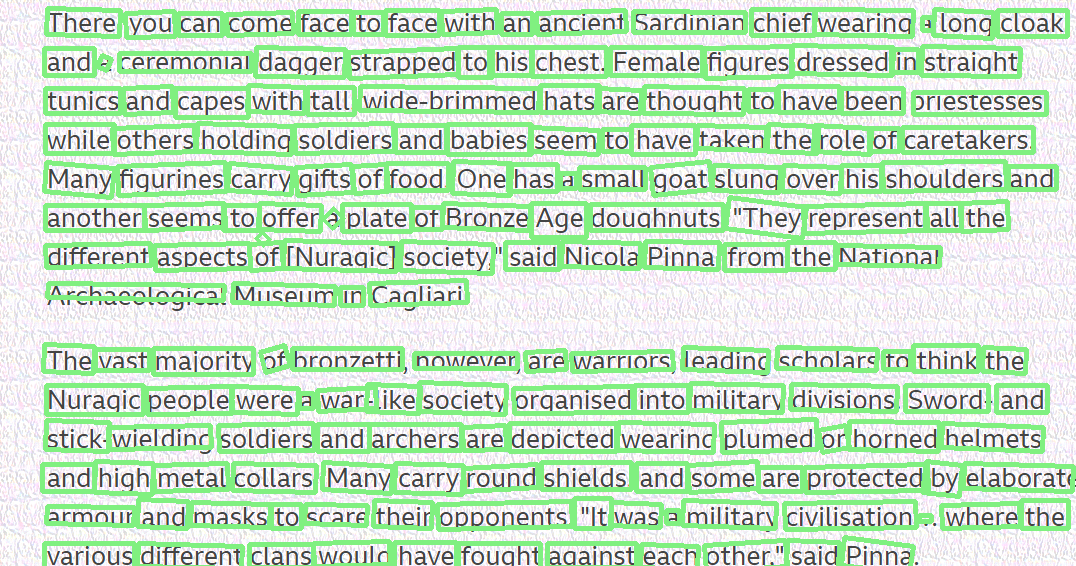 There you can come face to face with an ancient Sardinian chief wearing a long cloak
and a ceremonial dagger strapped to his chest. Female figures dressed in straight
tunics and capes with tall wide-brimmed hats are thought to have been priestesses
while others holding soldiers and babies seem to have taken the role of caretakers.
Many figurines carry gifts of food. One has a small goat slung over his shoulders and
another seems to offer a plate of Bronze Age doughnuts. "They represent all the
different aspects of [Nuragic] society," said Nicola Pinna from the National
Archaeological Museum in Cagliari.
The vast majority of bronzetti, however, are warriors, leading scholars to think the
Nuragic people were a war-like society organised into military divisions. Sword- and
stick-wielding soldiers and archers are depicted wearing plumed or horned helmets
and high metal collars. Many carry round shields, and some are protected by elaborate
armour and masks to scare their opponents. "It was a military civilisation – ... where the
various different clans would have fought against each other," said Pinna.